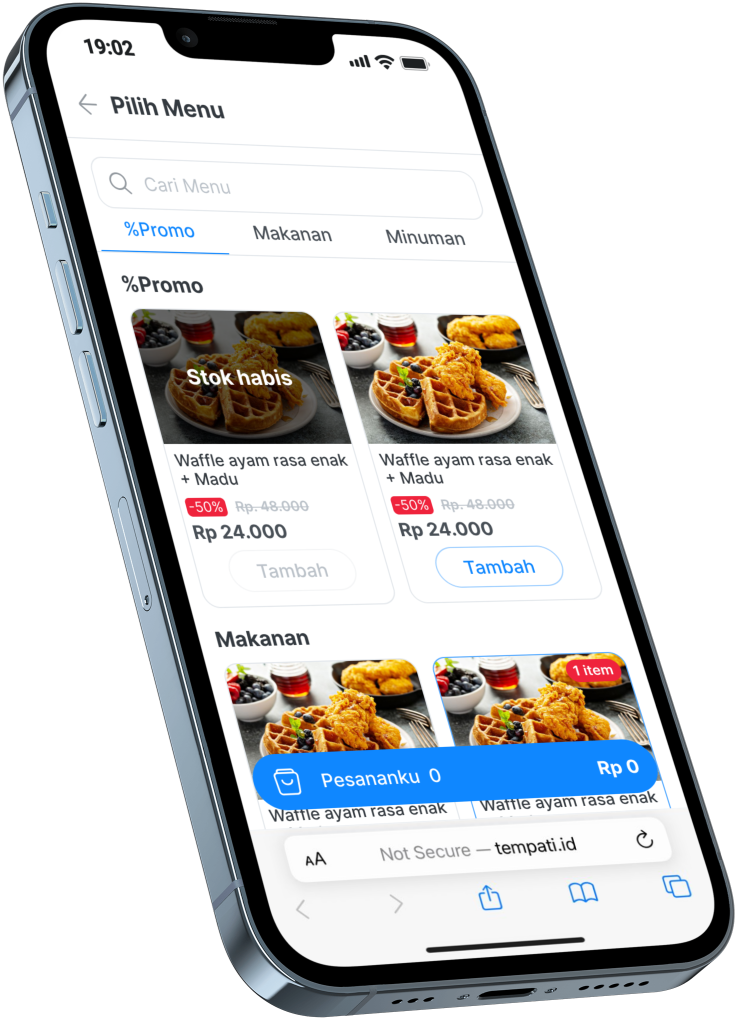 19:02
Pilih Menu
Cari Menu
%Promo Makanan Minuman
%Promo
Stok habis
Waffle ayam rasa enak
+ Madu
-50% Rp. 48.000
Rp 24.000
Tambah
Waffle ayam rasa enak
+ Madu
-50% Rp. 48.000
Rp 24.000
Tambah
Makanan
1 item
Pesananku 0 Rp 0
Waffle ayam rasa enak
Waffle ayam rasa enak
AA Not Secure — tempati.id